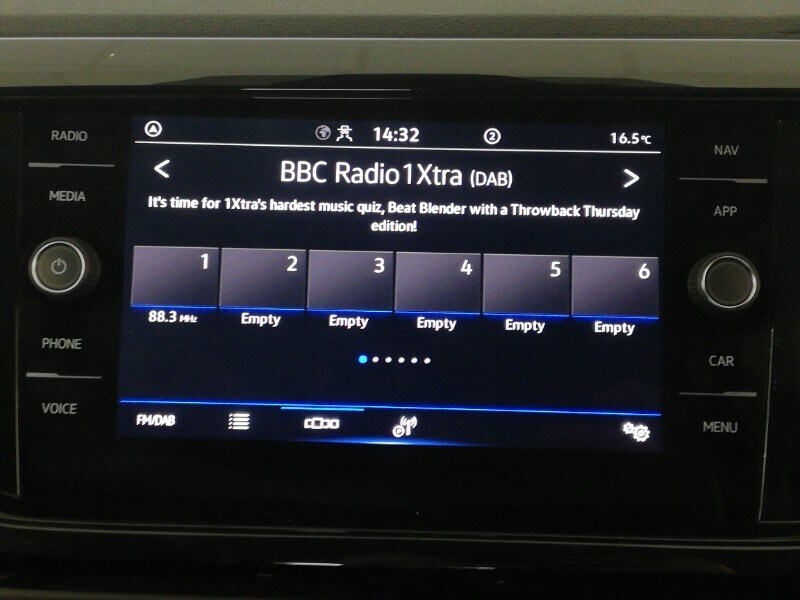 RADIO
MEDIA
PHONE
VOICE
14:32
2
16.5°C
BBC Radio 1Xtra (DAB)
It's time for 1Xtra's hardest music quiz, Beat Blender with a Throwback Thursday
edition!
1 2 3 4 5 6
88.3 MHz Empty Empty Empty Empty Empty
FM/DAB
NAV
APP
CAR
MENU